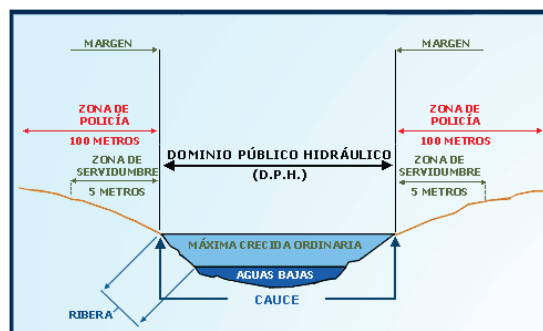 MARGEN
MARGEN
ZONA DE
POLICÍA
100 METROS
ZONA DE
POLICÍA
100 METROS
DOMINIO PÚBLICO HIDRÁULICO
(D.P.H.)
ZONA DE
SERVIDUMBRE
5 METROS
ZONA DE
SERVIDUMBRE
5 METROS
MÁXIMA CRECIDA ORDINARIA
AGUAS BAJAS
CAUCE
RIBERA